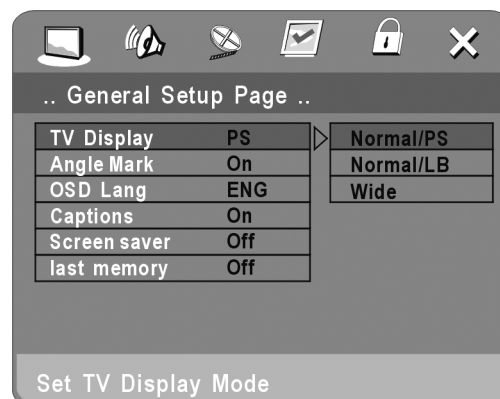 .. General Setup Page ..
TV Display PS Normal/PS
Angle Mark On Normal/LB
OSD Lang ENG Wide
Captions On
Screen saver Off
last memory Off
Set TV Display Mode